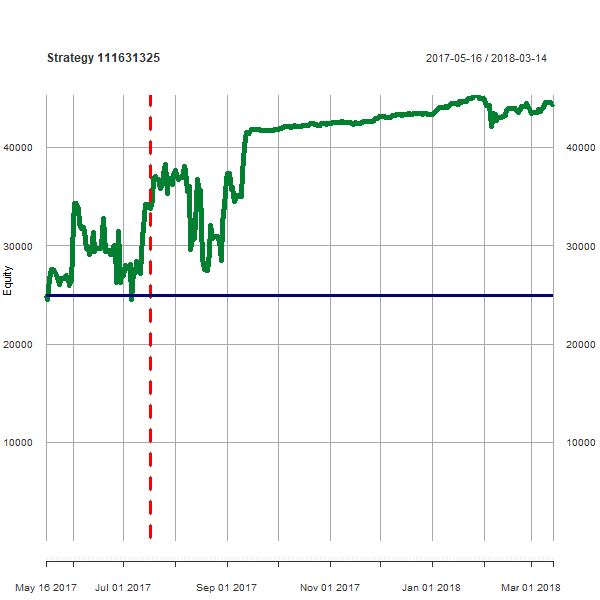 Strategy 111631325
2017-05-16 / 2018-03-14
40000
40000
30000
30000
Equity
20000
20000
10000
10000
May 16 2017
Jul 01 2017
Sep 01 2017
Nov 01 2017
Jan 01 2018
Mar 01 2018